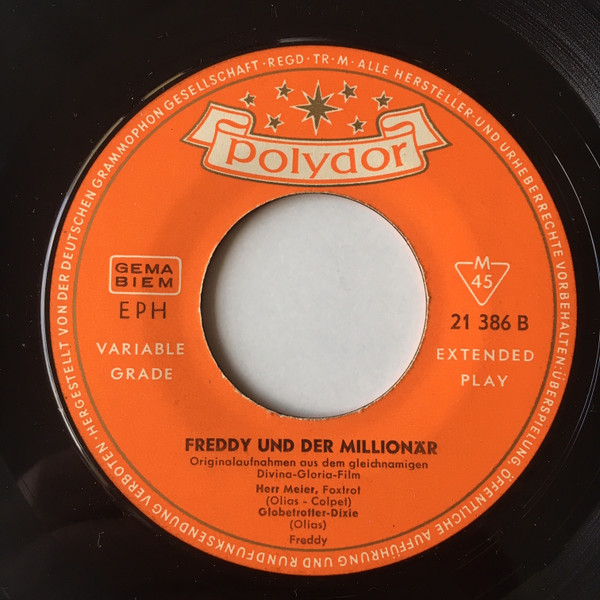 HERGESTELLT VON DER DEUTSCHEN GRAMMOPHON GESELLSCHAFT · REGD · TR · M · ALLE HERSTELLER- UND URHEBERRECHTE VORBEHALTEN · ÜBERSPIELUNG, ÖFFENTLICHE AUFFÜHRUNG UND RUNDFUNKSENDUNG VERBOTEN ·
polydor
GEMA
BIEM
EPH
VARIABLE
GRADE
M
45
21 386 B
EXTENDED
PLAY
FREDDY UND DER MILLIONÄR
Originalaufnahmen aus dem gleichnamigen
Divina-Gloria-Film
Herr Meier, Foxtrot
(Olias - Colpet)
Globetrotter-Dixie
(Olias)
Freddy